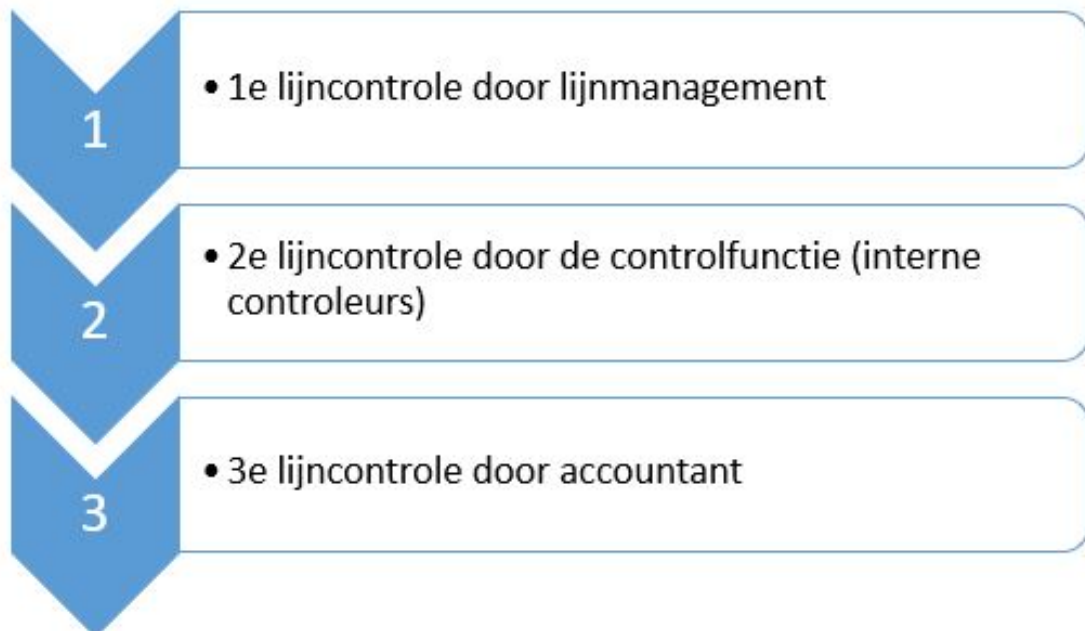 1
• 1e lijncontrole door lijnmanagement
2
• 2e lijncontrole door de controlfunctie (interne
controleurs)
3
• 3e lijncontrole door accountant